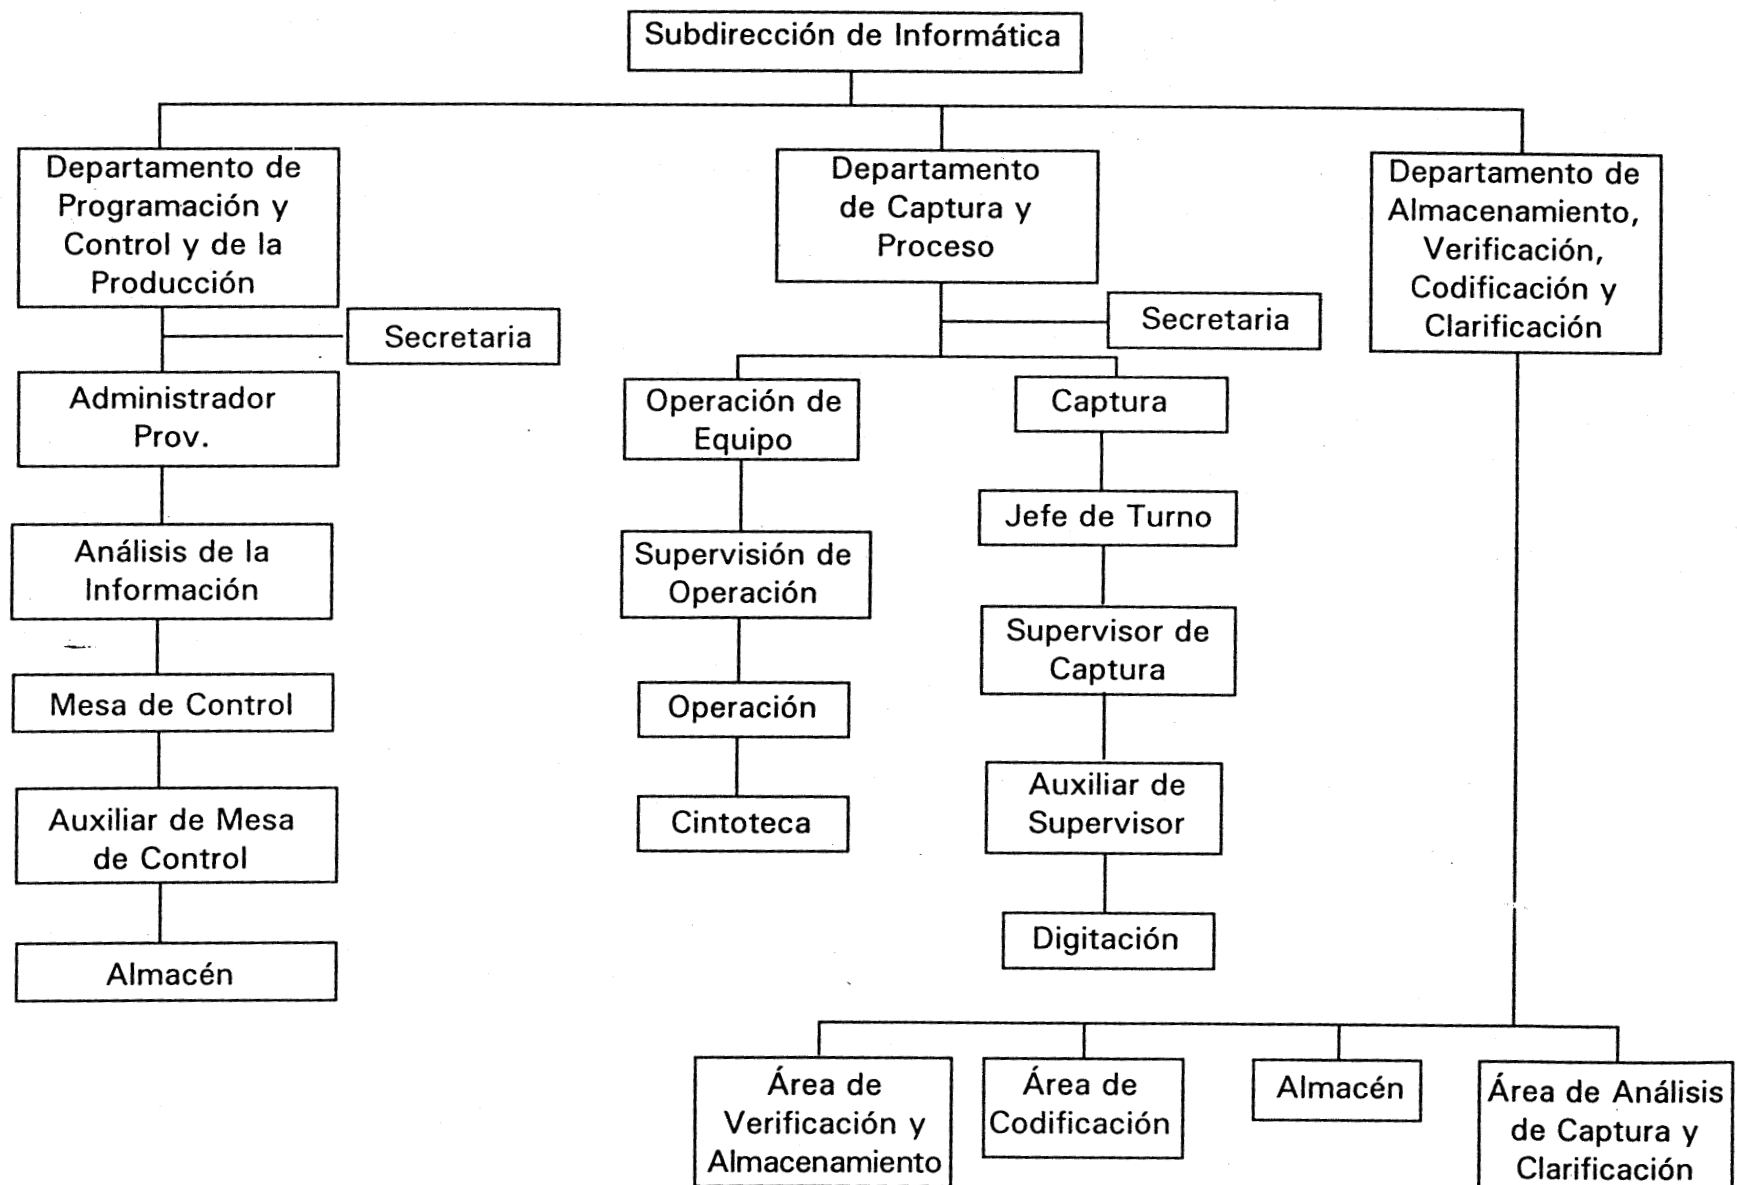 Subdirección de Informática
Departamento de
Programación y
Control y de la
Producción
Secretaria
Administrador
Prov.
Análisis de la
Información
Mesa de Control
Auxiliar de Mesa
de Control
Almacén
Departamento
de Captura y
Proceso
Secretaria
Operación de
Equipo
Supervisión de
Operación
Operación
Cintoteca
Captura
Jefe de Turno
Supervisor de
Captura
Auxiliar de
Supervisor
Digitación
Departamento de
Almacenamiento,
Verificación,
Codificación y
Clarificación
Área de
Verificación y
Almacenamiento
Área de
Codificación
Almacén
Área de Análisis
de Captura y
Clarificación